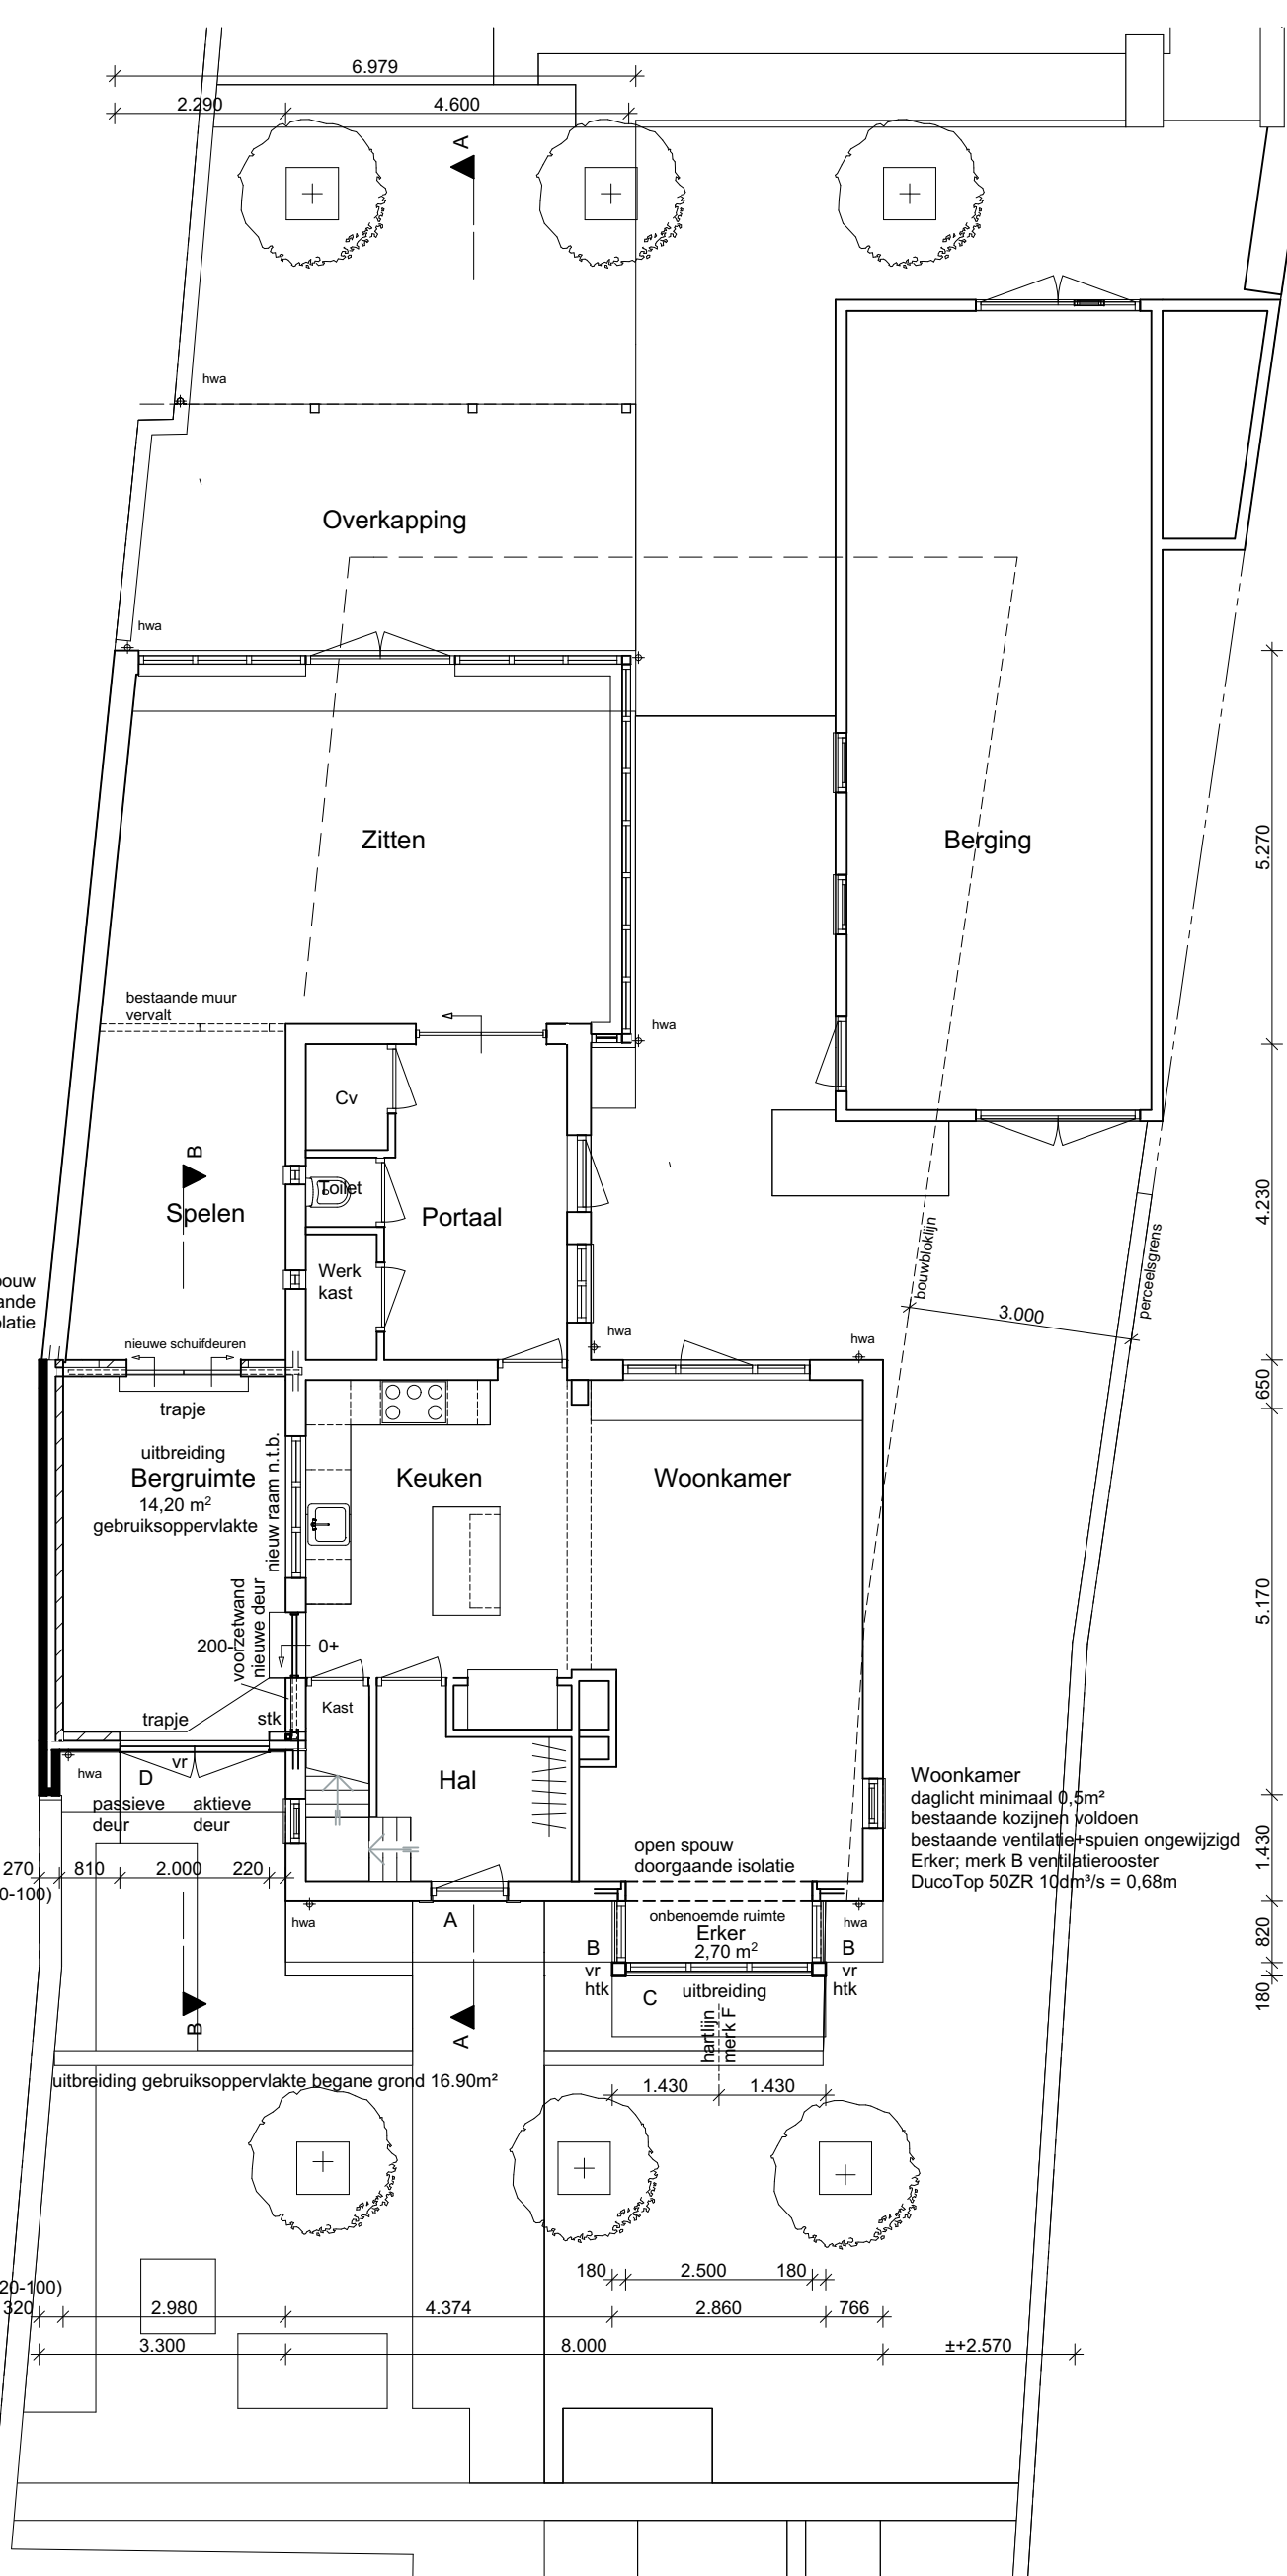 6.979
2.290
4.600
A
hwa
Overkapping
hwa
Zitten
Berging
5.270
bestaande muur
vervalt
hwa
Cv
B
Toilet
Spelen
Portaal
4.230
Werk
kast
bouwbloklijn
perceelsgrens
3.000
ouw
ande
olatie
nieuwe schuifdeuren
hwa
hwa
650
trapje
uitbreiding
Bergruimte
14,20 m²
gebruiksoppervlakte
nieuw raam n.t.b.
Keuken
Woonkamer
5.170
voorzetwand
nieuwe deur
200-
0+
trapje
stk
Kast
vr
hwa
D
Hal
passieve
deur
aktieve
deur
Woonkamer
daglicht minimaal 0,5m²
bestaande kozijnen voldoen
bestaande ventilatie+spuien ongewijzigd
Erker; merk B ventilatierooster
DucoTop 50ZR 10dm³/s = 0,68m
1.430
open spouw
doorgaande isolatie
270
810
2.000
220
0-100)
hwa
A
onbenoemde ruimte
Erker
2,70 m²
hwa
B
vr
htk
B
vr
htk
820
180
C
uitbreiding
hartlijn
merk F
B
A
uitbreiding gebruiksoppervlakte begane grond 16.90m²
1.430
1.430
180
2.500
180
20-100)
320
2.980
4.374
2.860
766
3.300
8.000
±+2.570